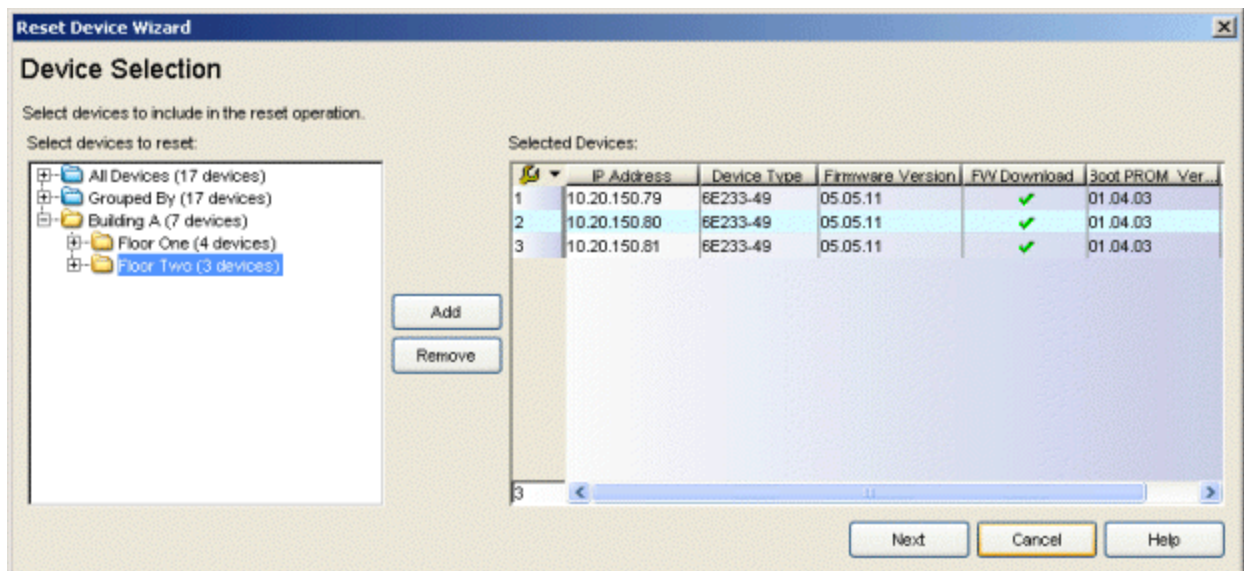 Reset Device Wizard
Device Selection
Select devices to include in the reset operation.
Select devices to reset:
All Devices (17 devices)
Grouped By (17 devices)
Building A (7 devices)
Floor One (4 devices)
Floor Two (3 devices)
Add
Remove
Selected Devices:
IP Address Device Type Firmware Version FW Download Boot PROM Ver...
1 10.20.150.79 6E233-49 05.05.11 01.04.03
2 10.20.150.80 6E233-49 05.05.11 01.04.03
3 10.20.150.81 6E233-49 05.05.11 01.04.03
3
Next Cancel Help